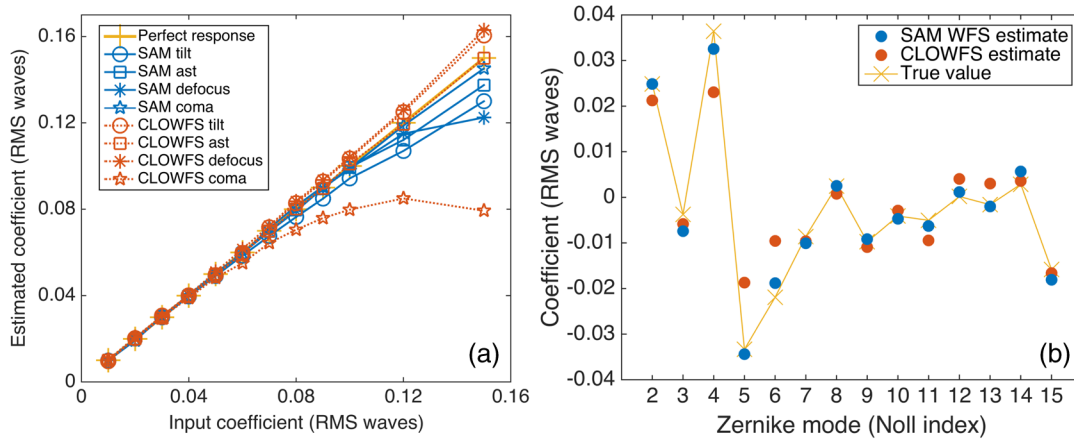 Estimated coefficient (RMS waves)
0.16
0.12
0.08
0.04
0
Perfect response
SAM tilt
SAM ast
SAM defocus
SAM coma
CLOWFS tilt
CLOWFS ast
CLOWFS defocus
CLOWFS coma
(a)
0 0.04 0.08 0.12 0.16
Input coefficient (RMS waves)
Coefficient (RMS waves)
0.04
0.03
0.02
0.01
0
-0.01
-0.02
-0.03
-0.04
SAM WFS estimate
CLOWFS estimate
True value
(b)
2 3 4 5 6 7 8 9 10 11 12 13 14 15
Zernike mode (Noll index)